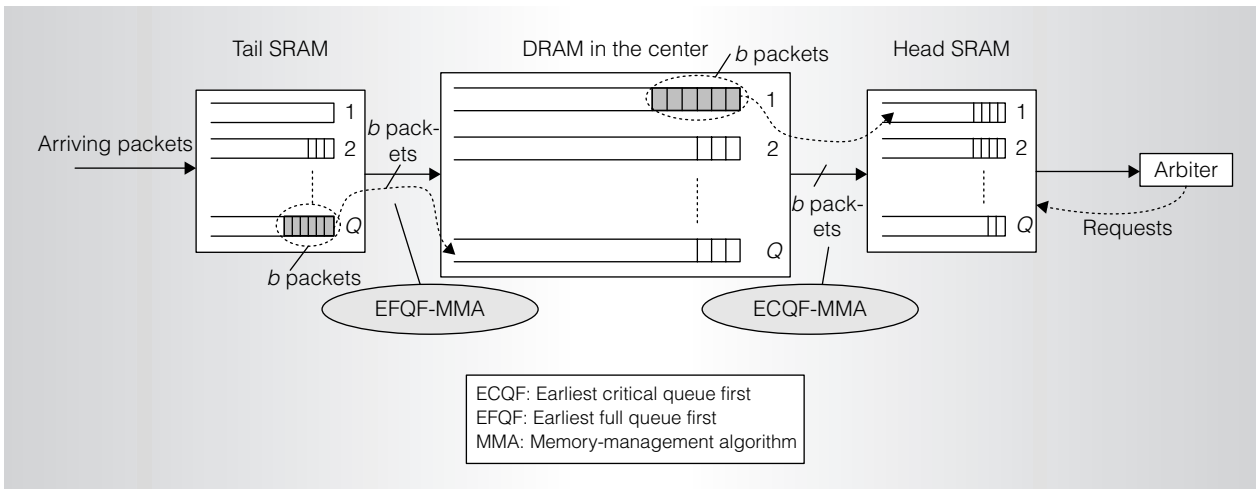 Tail SRAM
DRAM in the center
Head SRAM
b packets
Arriving packets
1
2
Q
b packets
b pack-
ets
1
2
Q
b pack-
ets
1
2
Q
Arbiter
Requests
EFQF-MMA
ECQF-MMA
ECQF: Earliest critical queue first
EFQF: Earliest full queue first
MMA: Memory-management algorithm